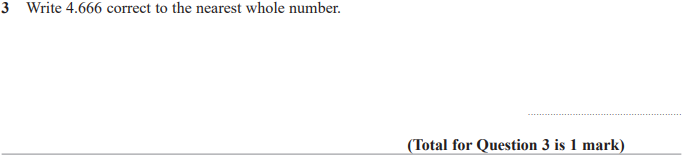 3 Write 4.666 correct to the nearest whole number.
(Total for Question 3 is 1 mark)